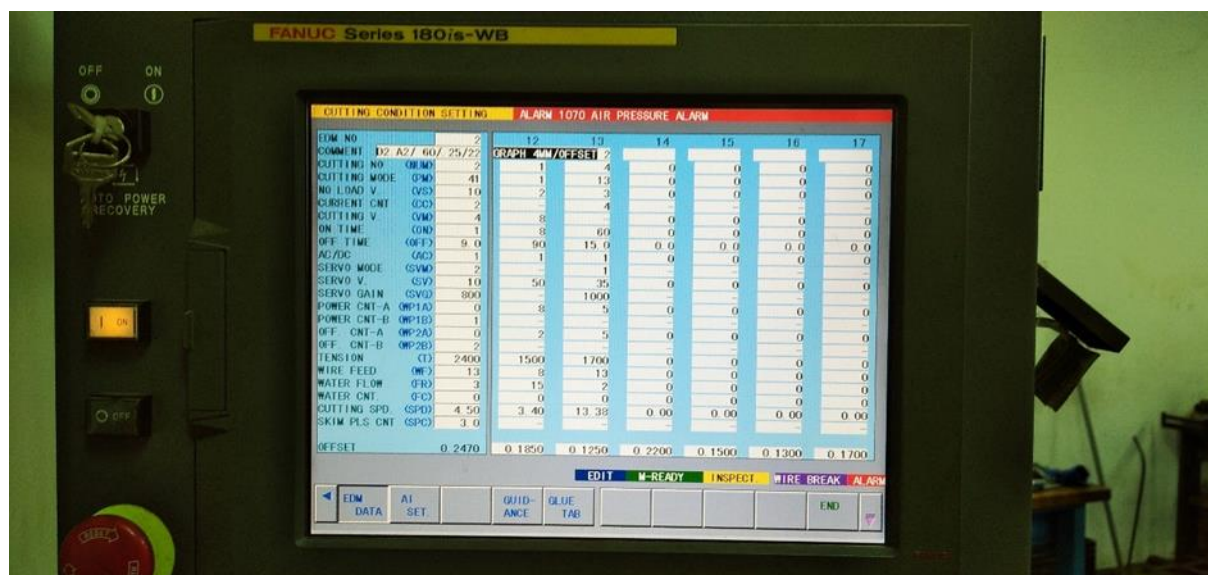 FANUC Series 180is-WB
OFF ON
AUTO POWER
RECOVERY
CUTTING CONDITION SETTING ALARM 1070 AIR PRESSURE ALARM
EDM NO 2 12 13 14 15 16 17
COMMENT D2 A2/ 60/ 25/22 GRAPH 4MM/OFFSET 2
CUTTING NO (NUM) 2 1 4 0 0 0 0
CUTTING MODE (PM) 41 1 13 0 0 0 0
NO LOAD V. (VS) 10 2 3 0 0 0 0
CURRENT CNT (CC) 2 - 4 - - - -
CUTTING V. (VM) 4 8 - 0 0 0 0
ON TIME (ON) 1 8 60 0 0 0 0
OFF TIME (OFF) 9.0 90 15.0 0.0 0.0 0.0 0.0
AC/DC (AC) 1 1 1 0 0 0 0
SERVO MODE (SVM) 2 - 1 - - - -
SERVO V. (SV) 10 50 35 0 0 0 0
SERVO GAIN (SVG) 800 - 1000 - - - -
POWER CNT-A (WP1A) 0 8 5 0 0 0 0
POWER CNT-B (WP1B) 1 - - - - - -
OFF. CNT-A (WP2A) 0 2 5 0 0 0 0
OFF. CNT-B (WP2B) 2 - - - - - -
TENSION (T) 2400 1500 1700 0 0 0 0
WIRE FEED (WF) 13 8 13 0 0 0 0
WATER FLOW (FR) 3 15 2 0 0 0 0
WATER CNT. (FC) 0 0 0 0 0 0 0
CUTTING SPD. (SPD) 4.50 3.40 13.38 0.00 0.00 0.00 0.00
SKIM PLS CNT (SPC) 3.0 - - - - - -
OFFSET 0.2470 0.1850 0.1250 0.2200 0.1500 0.1300 0.1700
EDIT M-READY INSPECT. WIRE BREAK ALARM
EDM DATA AI SET. GUID-ANCE GLUE TAB END
I ON
O OFF
RESET